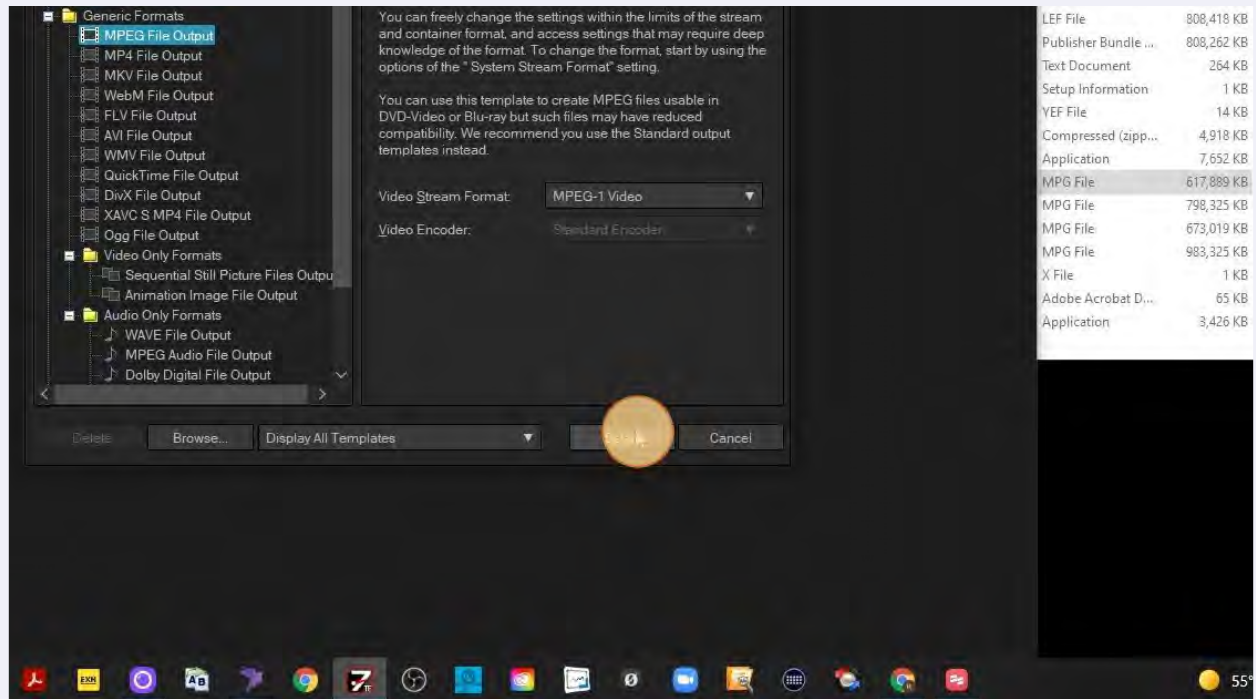 Generic Formats
MPEG File Output
MP4 File Output
MKV File Output
WebM File Output
FLV File Output
AVI File Output
WMV File Output
QuickTime File Output
DivX File Output
XAVC S MP4 File Output
Ogg File Output
Video Only Formats
Sequential Still Picture Files Outpu
Animation Image File Output
Audio Only Formats
WAVE File Output
MPEG Audio File Output
Dolby Digital File Output
You can freely change the settings within the limits of the stream
and container format, and access settings that may require deep
knowledge of the format. To change the format, start by using the
options of the " System Stream Format" setting.
You can use this template to create MPEG files usable in
DVD-Video or Blu-ray but such files may have reduced
compatibility. We recommend you use the Standard output
templates instead.
Video Stream Format: MPEG-1 Video
Video Encoder: Standard Encoder
Delete Browse... Display All Templates Cancel
LEF File 808,418 KB
Publisher Bundle ... 808,262 KB
Text Document 264 KB
Setup Information 1 KB
YEF File 14 KB
Compressed (zipp... 4,918 KB
Application 7,652 KB
MPG File 617,889 KB
MPG File 798,325 KB
MPG File 673,019 KB
MPG File 983,325 KB
X File 1 KB
Adobe Acrobat D... 65 KB
Application 3,426 KB
EXR
AB
7
TE
55°